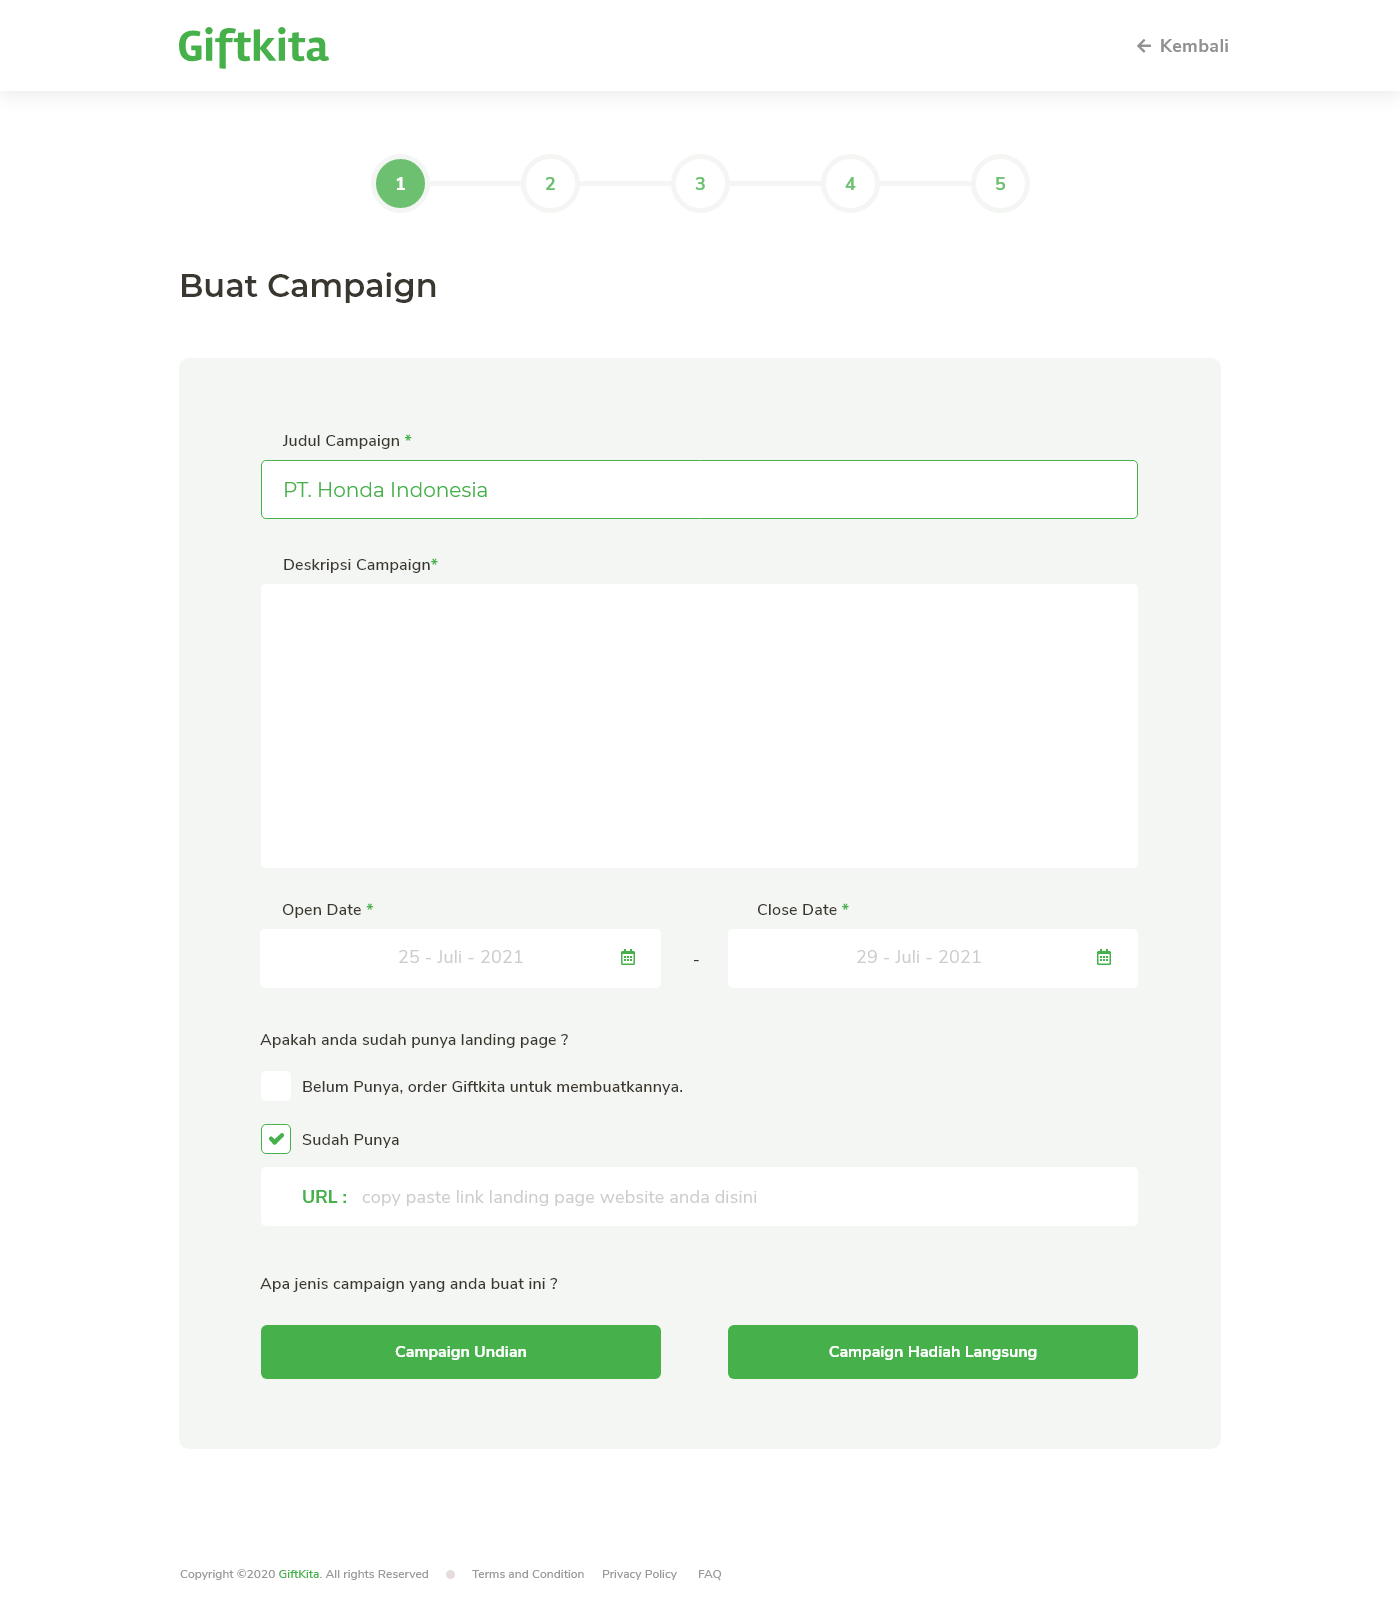 Giftkita
Kembali
1 2 3 4 5
Buat Campaign
Judul Campaign *
PT. Honda Indonesia
Deskripsi Campaign*
Open Date *
Close Date *
25 - Juli - 2021
-
29 - Juli - 2021
Apakah anda sudah punya landing page ?
Belum Punya, order Giftkita untuk membuatkannya.
Sudah Punya
URL : copy paste link landing page website anda disini
Apa jenis campaign yang anda buat ini ?
Campaign Undian
Campaign Hadiah Langsung
Copyright ©2020 GiftKita. All rights Reserved Terms and Condition Privacy Policy FAQ